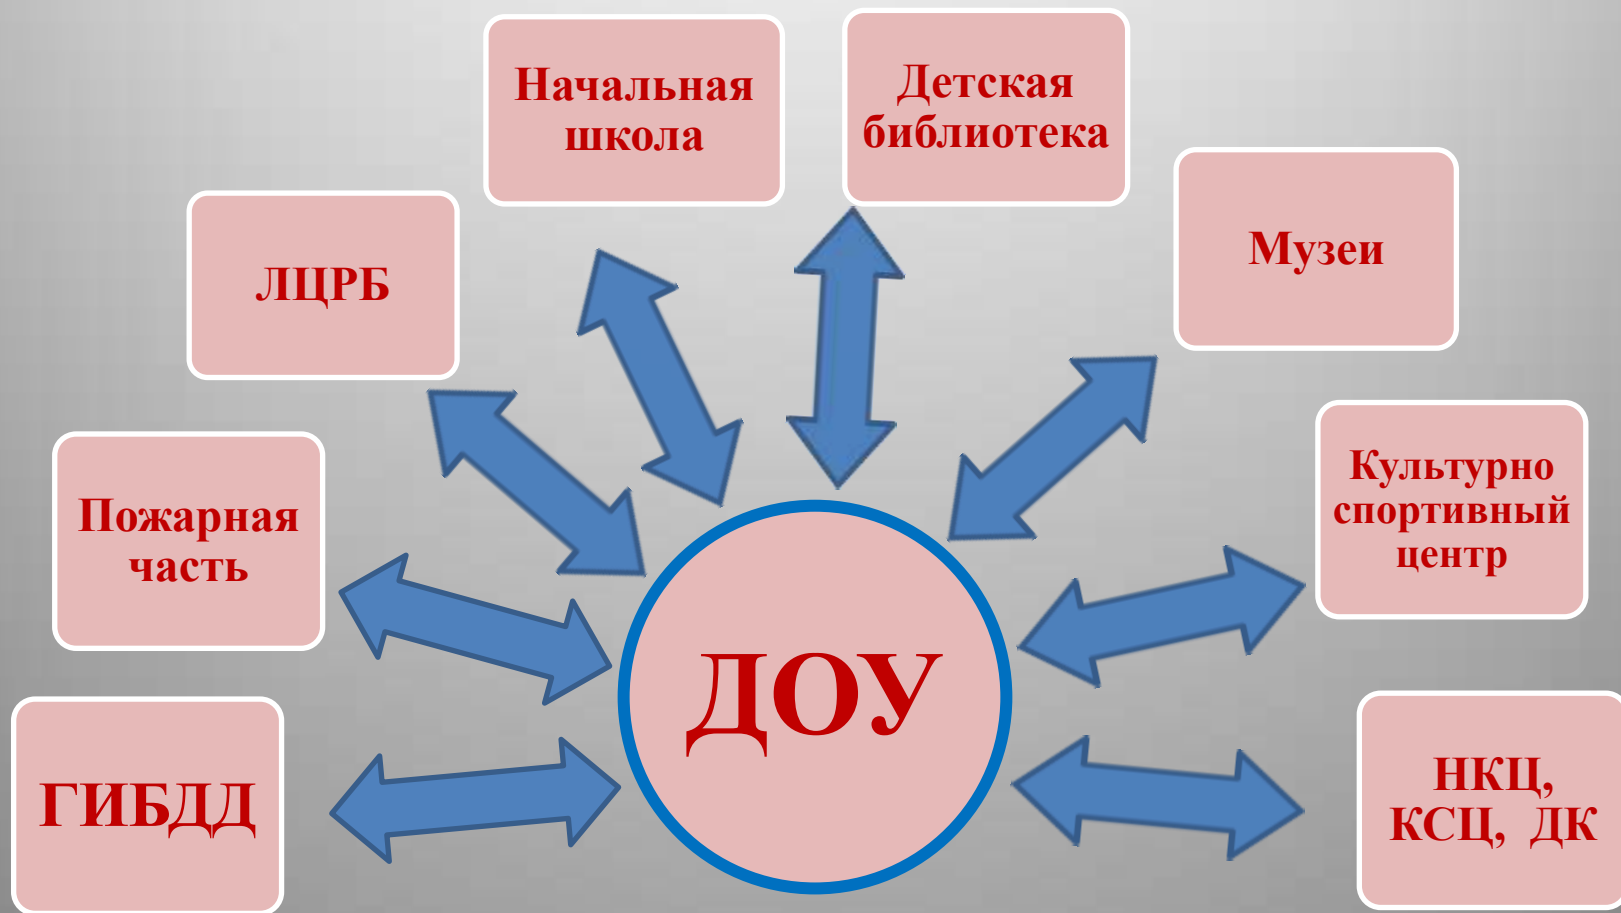 Начальная
школа
Детская
библиотека
Музеи
ЛЦРБ
Культурно
спортивный
центр
Пожарная
часть
ДОУ
ГИБДД
НКЦ,
КСЦ, ДК